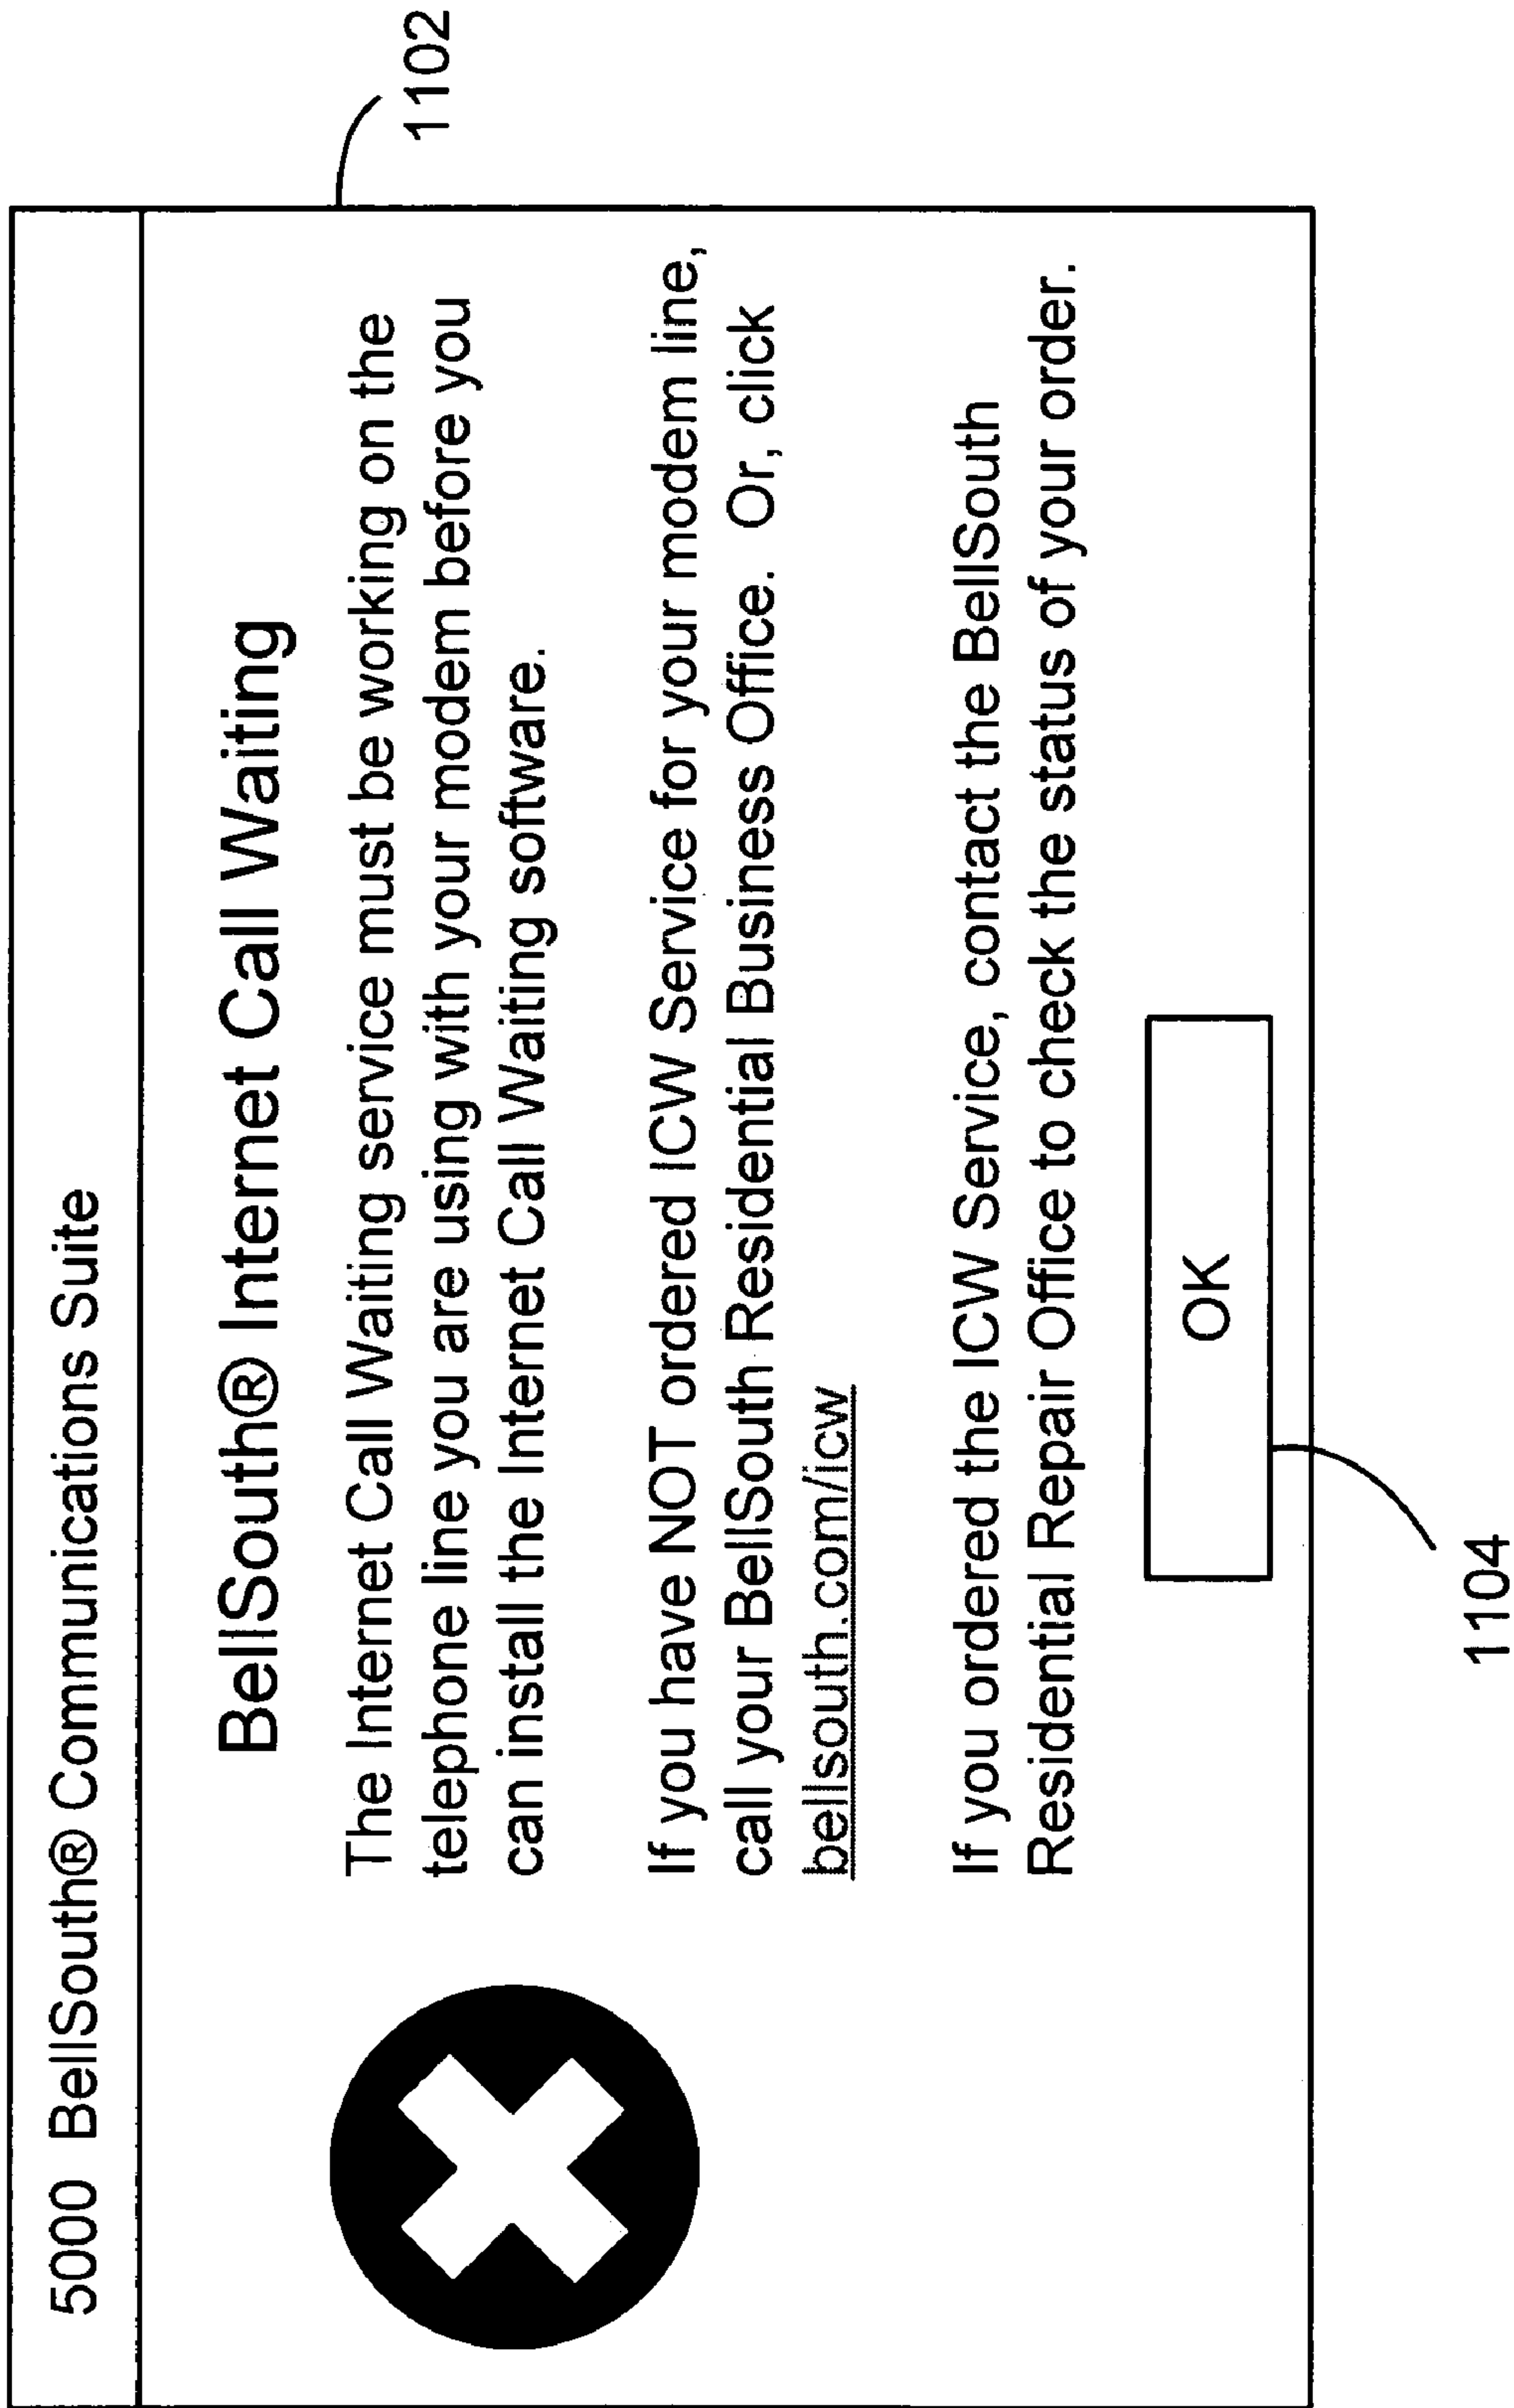 5000 BellSouth® Communications Suite
BellSouth® Internet Call Waiting
The Internet Call Waiting service must be working on the
telephone line you are using with your modem before you
can install the Internet Call Waiting software.
If you have NOT ordered ICW Service for your modem line,
call your BellSouth Residential Business Office. Or, click
bellsouth.com/icw
If you ordered the ICW Service, contact the BellSouth
Residential Repair Office to check the status of your order.
OK
1102
1104